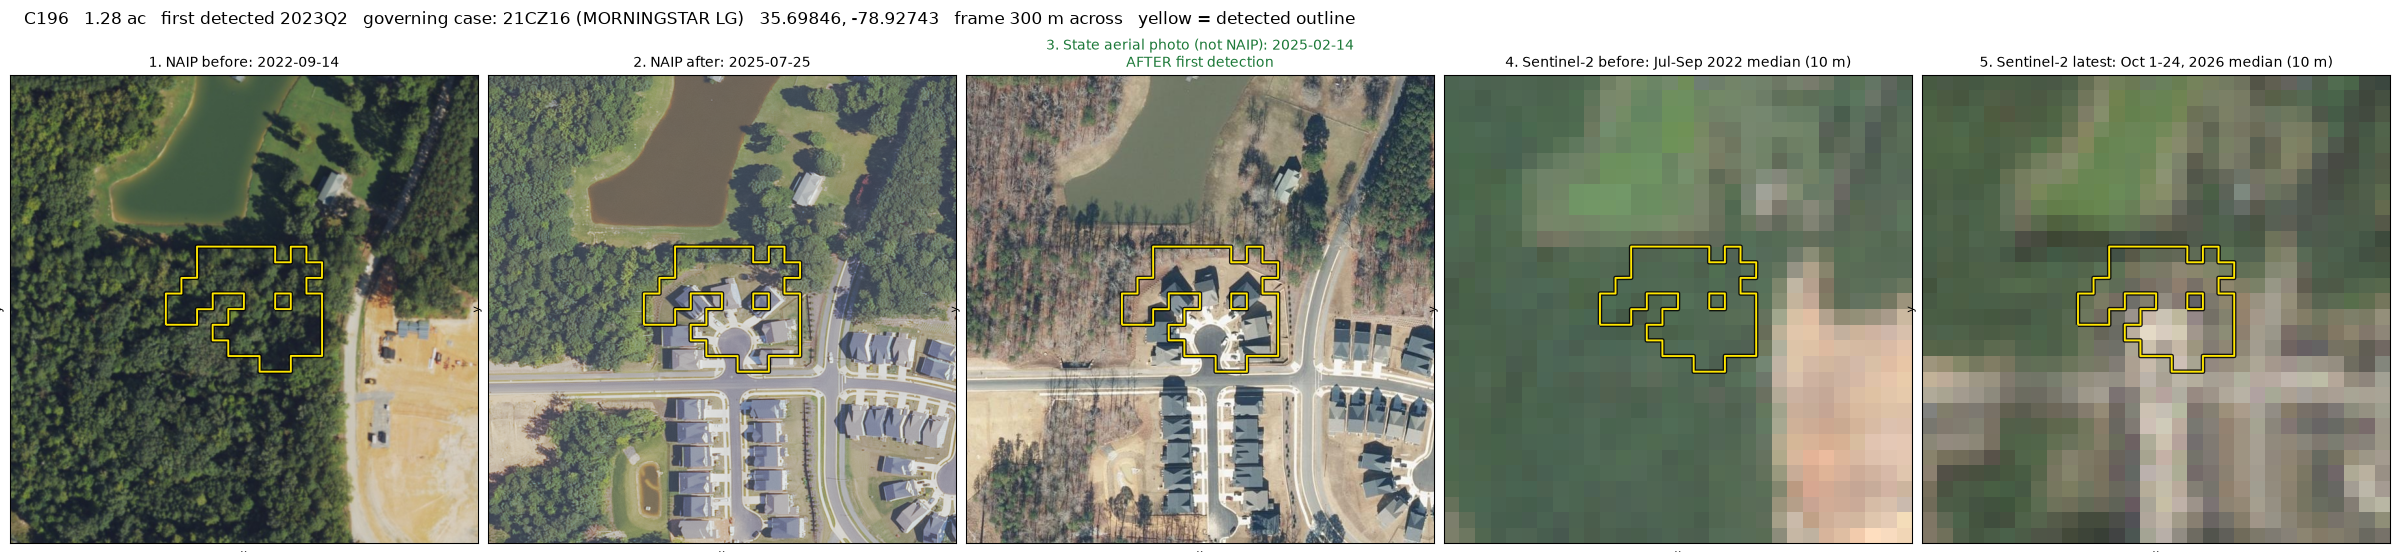 C196   1.28 ac   first detected 2023Q2   governing case: 21CZ16 (MORNINGSTAR LG)   35.69846, -78.92743   frame 300 m across   yellow = detected outline
1. NAIP before: 2022-09-14
2. NAIP after: 2025-07-25
3. State aerial photo (not NAIP): 2025-02-14
AFTER first detection
4. Sentinel-2 before: Jul-Sep 2022 median (10 m)
5. Sentinel-2 latest: Oct 1-24, 2026 median (10 m)